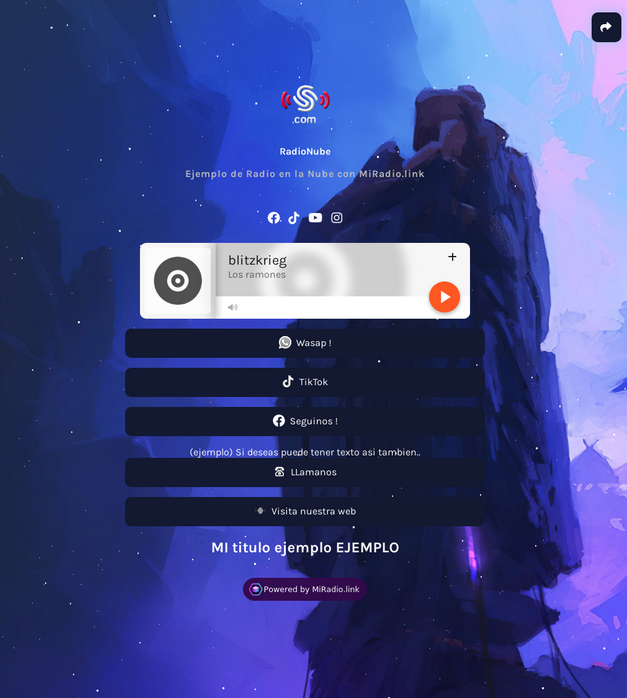 .com
RadioNube
Ejemplo de Radio en la Nube con MiRadio.link
blitzkrieg
Los ramones
Wasap !
TikTok
Seguinos !
(ejemplo) Si deseas puede tener texto asi tambien..
LLamanos
Visita nuestra web
MI titulo ejemplo EJEMPLO
Powered by MiRadio.link